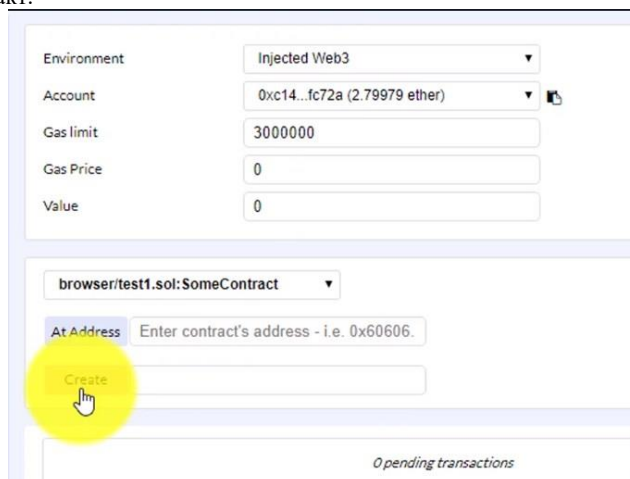 Environment Injected Web3
Account 0xc14...fc72a (2.79979 ether)
Gas limit 3000000
Gas Price 0
Value 0
browser/test1.sol:SomeContract
At Address Enter contract's address - i.e. 0x60606.
Create
0 pending transactions